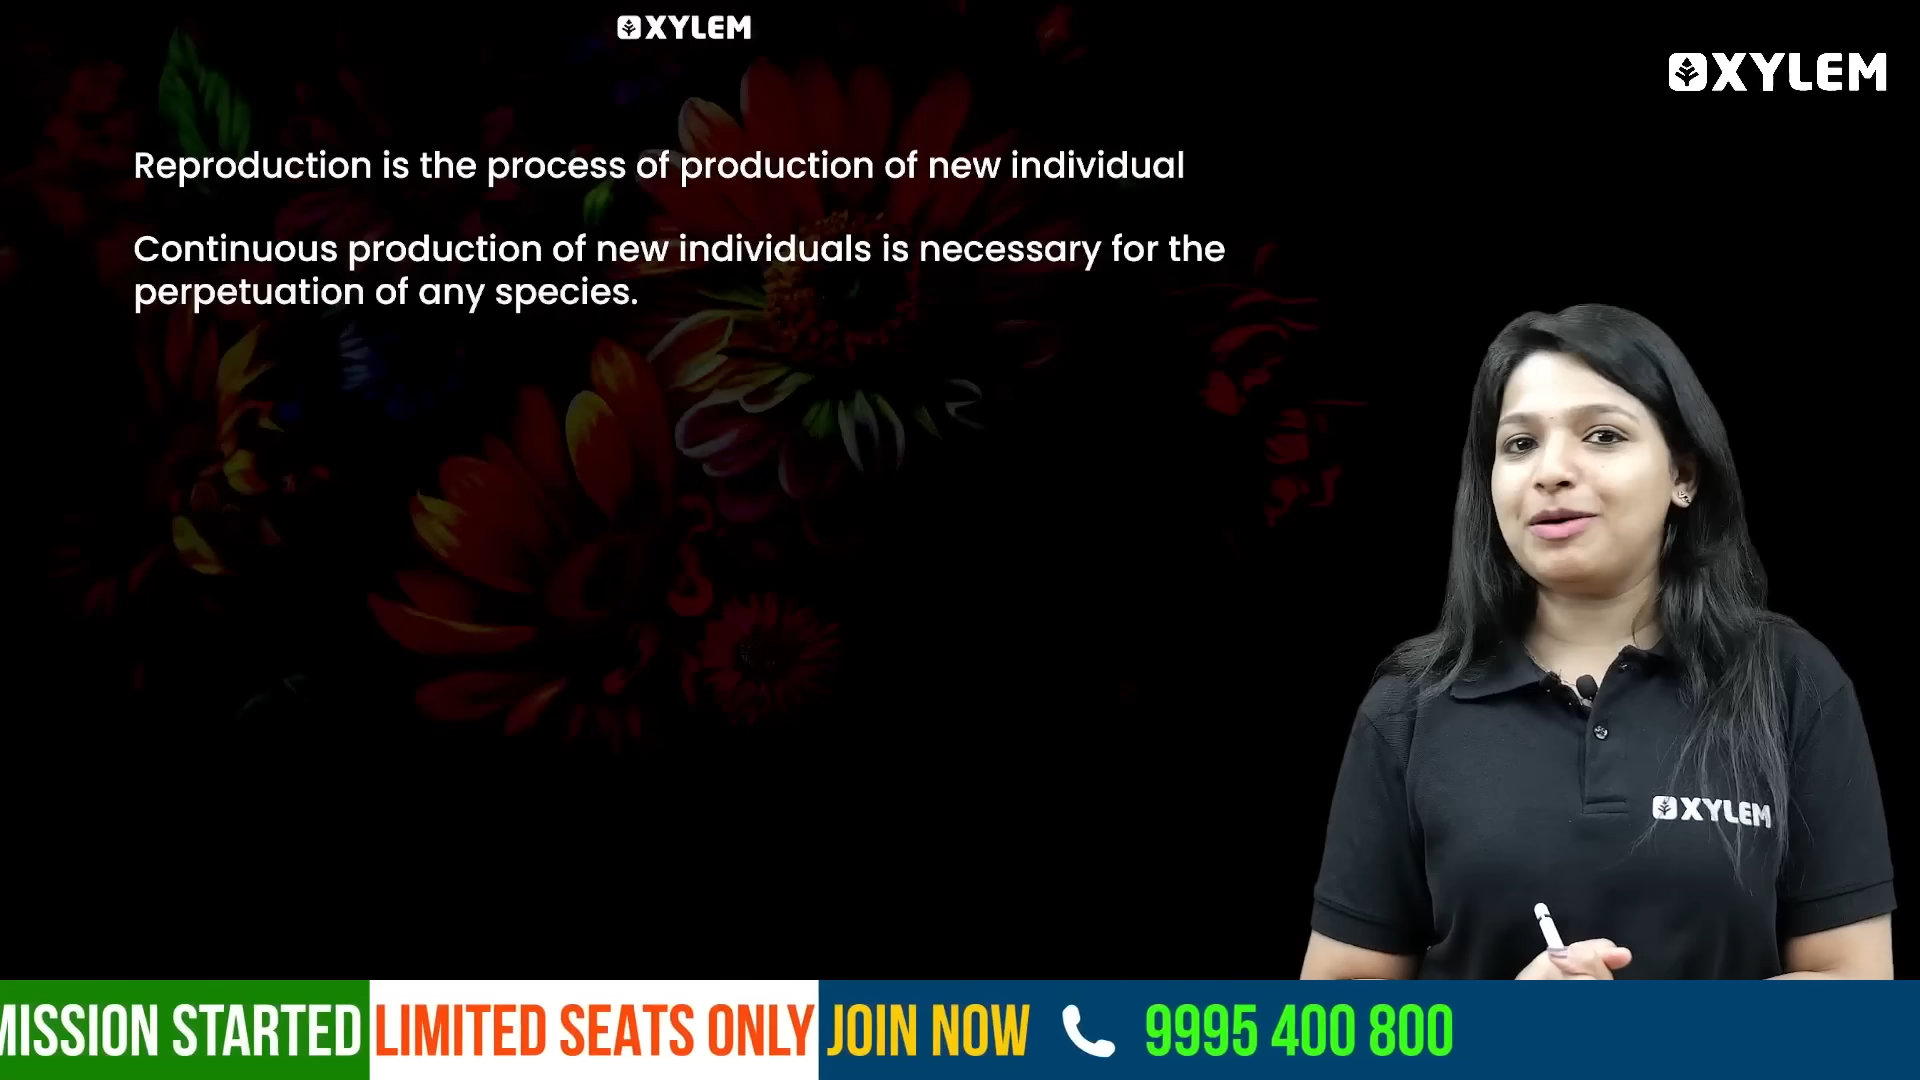 XYLEM
XYLEM
Reproduction is the process of production of new individual
Continuous production of new individuals is necessary for the
perpetuation of any species.
XYLEM
MISSION STARTED LIMITED SEATS ONLY JOIN NOW 9995 400 800